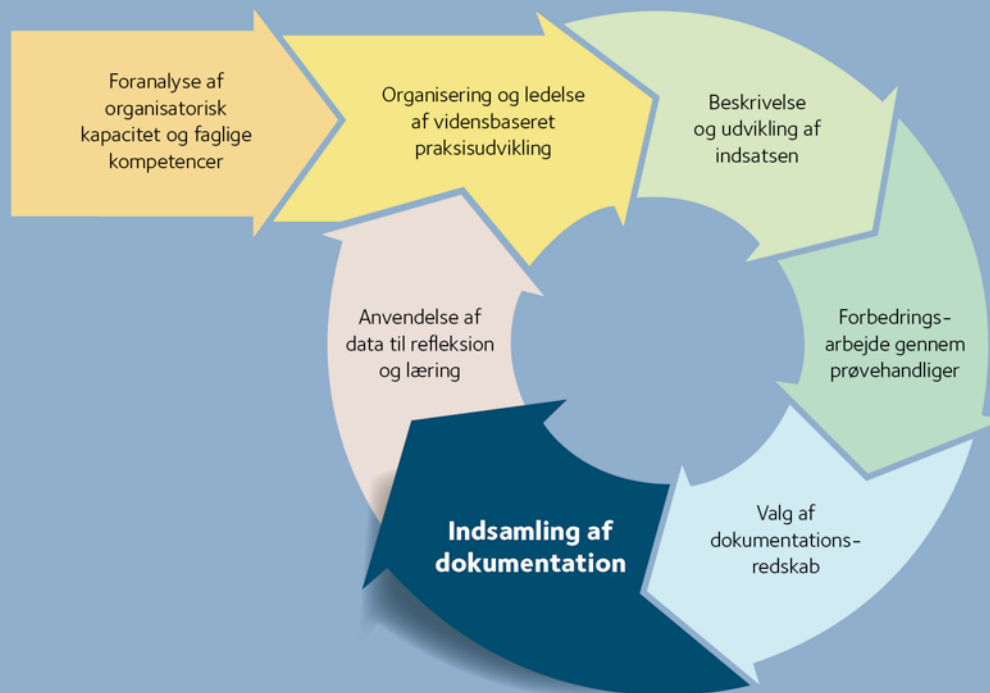 Foranalyse af
organisatorisk
kapacitet og faglige
kompetencer
Organisering og ledelse
af vidensbaseret
praksisudvikling
Beskrivelse
og udvikling af
indsatsen
Forbedrings-
arbejde gennem
prøvehandliger
Valg af
dokumentations-
redskab
Indsamling af
dokumentation
Anvendelse af
data til refleksion
og læring